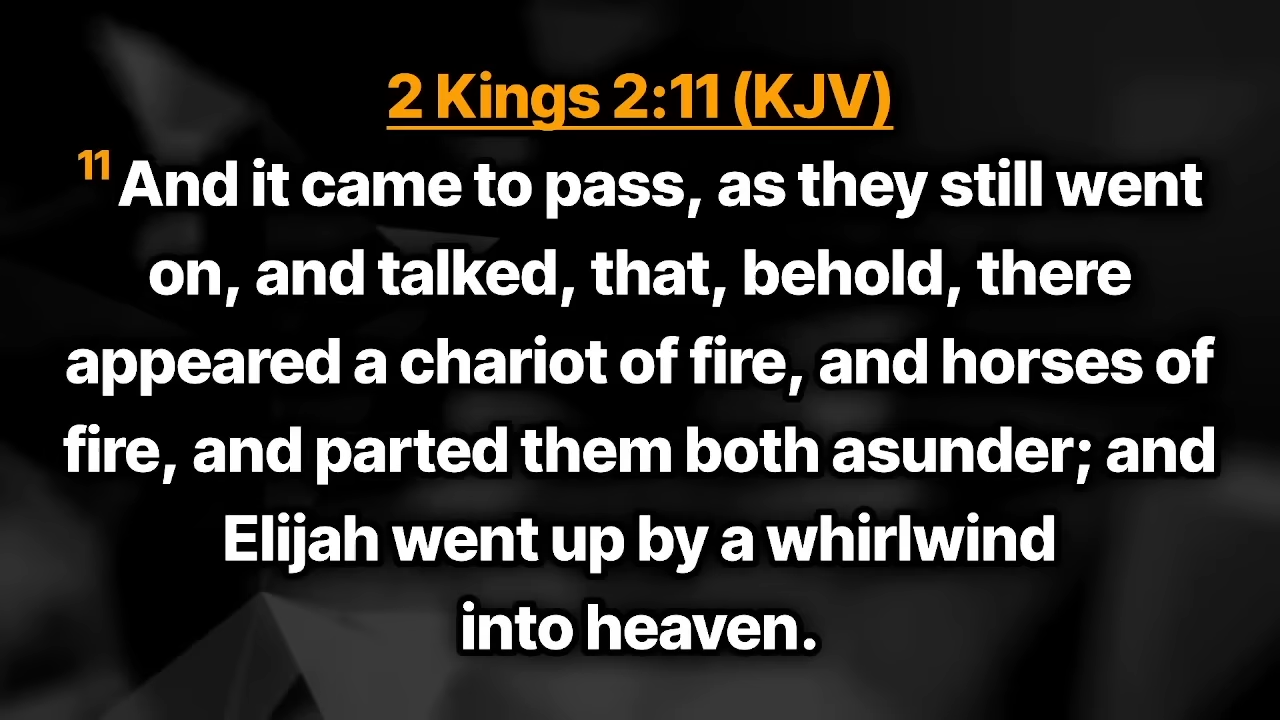 2 Kings 2:11 (KJV)
11 And it came to pass, as they still went
on, and talked, that, behold, there
appeared a chariot of fire, and horses of
fire, and parted them both asunder; and
Elijah went up by a whirlwind
into heaven.